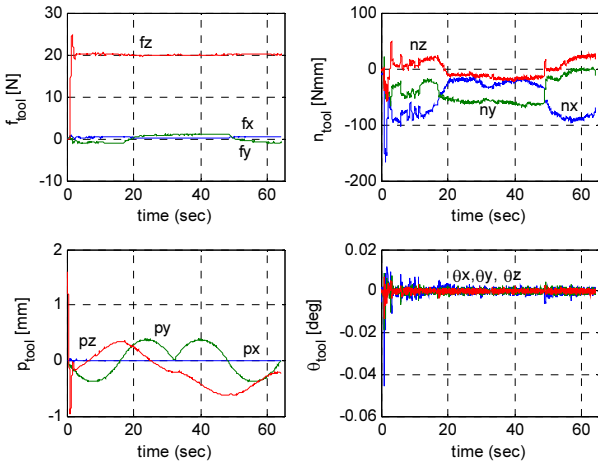 30
20
10
0
-10
f_tool [N]
fz
fx
fy
0 20 40 60
time (sec)
100
0
-100
-200
n_tool [Nmm]
nz
ny
nx
0 20 40 60
time (sec)
2
1
0
-1
p_tool [mm]
pz
py
px
0 20 40 60
time (sec)
0.02
0
-0.02
-0.04
-0.06
θ_tool [deg]
θx,θy, θz
0 20 40 60
time (sec)